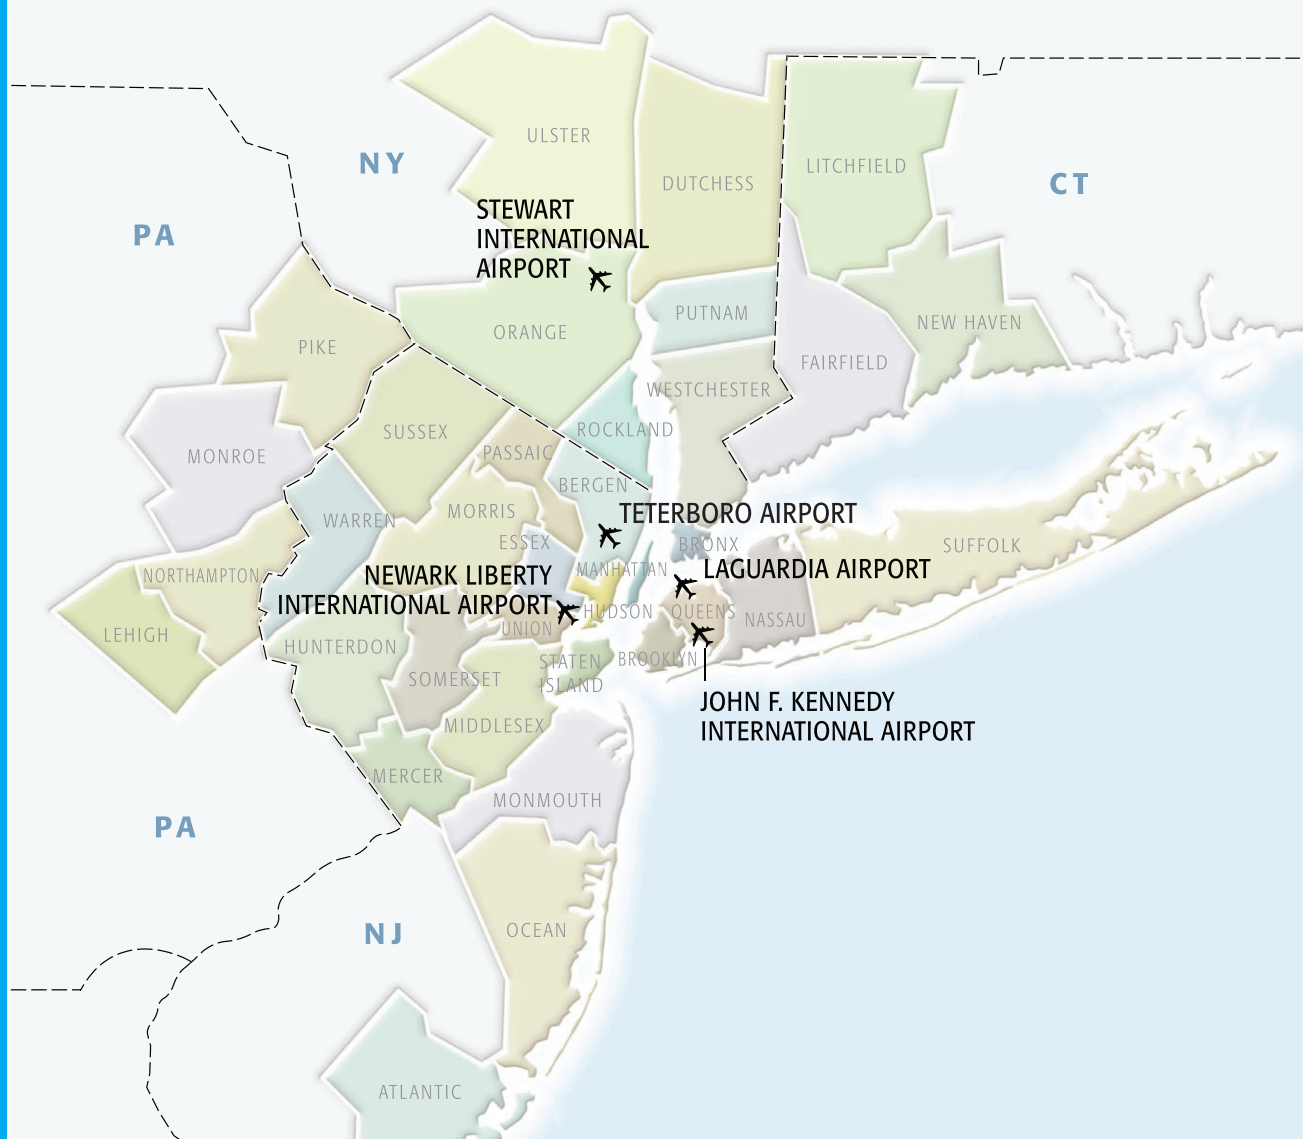 ULSTER
NY
LITCHFIELD
DUTCHESS
CT
STEWART
INTERNATIONAL
AIRPORT
PA
PUTNAM
NEW HAVEN
ORANGE
PIKE
FAIRFIELD
WESTCHESTER
SUSSEX
ROCKLAND
PASSAIC
MONROE
BERGEN
MORRIS
TETERBORO AIRPORT
WARREN
ESSEX
BRONX
SUFFOLK
MANHATTAN
LAGUARDIA AIRPORT
NORTHAMPTON
NEWARK LIBERTY
INTERNATIONAL AIRPORT
HUDSON
QUEENS
NASSAU
UNION
LEHIGH
HUNTERDON
STATEN
ISLAND
BROOKLYN
SOMERSET
JOHN F. KENNEDY
INTERNATIONAL AIRPORT
MIDDLESEX
MERCER
MONMOUTH
PA
OCEAN
NJ
ATLANTIC